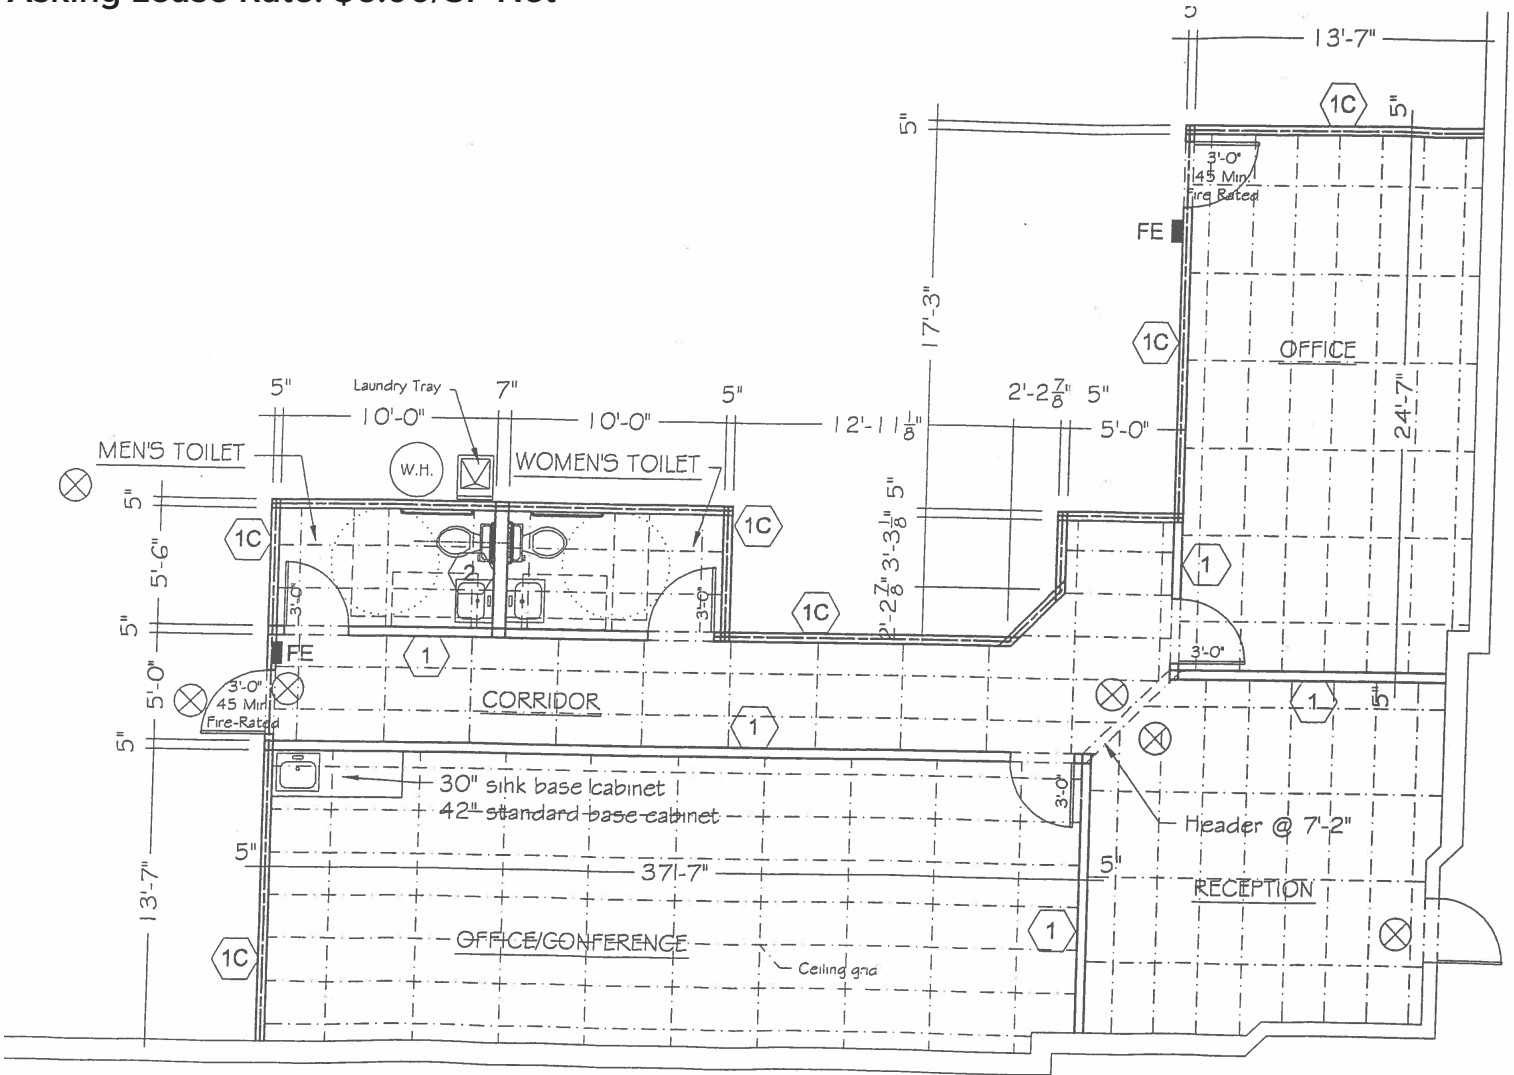 5
13'-7"
1C
5"
5"
3'-0"
45 Min.
Fire Rated
FE
17'-3"
1C
OFFICE
24'-7"
5"
Laundry Tray
7"
5"
2'-2 7/8"
5"
10'-0"
10'-0"
12'-11 1/8"
5'-0"
MEN'S TOILET
W.H.
WOMEN'S TOILET
5"
5"
1C
1C
3'-3 1/8"
5'-6"
2
1
3'-0"
3'-0"
1C
2'-2 7/8"
5"
FE
1
3'-0"
5'-0"
3'-0"
45 Min
Fire-Rated
CORRIDOR
1
1
5"
5"
30" sink base cabinet
42" standard base cabinet
3'-0"
Header @ 7'-2"
5"
371-7"
5"
13'-7"
RECEPTION
OFFICE/CONFERENCE
1
1C
Ceiling grid